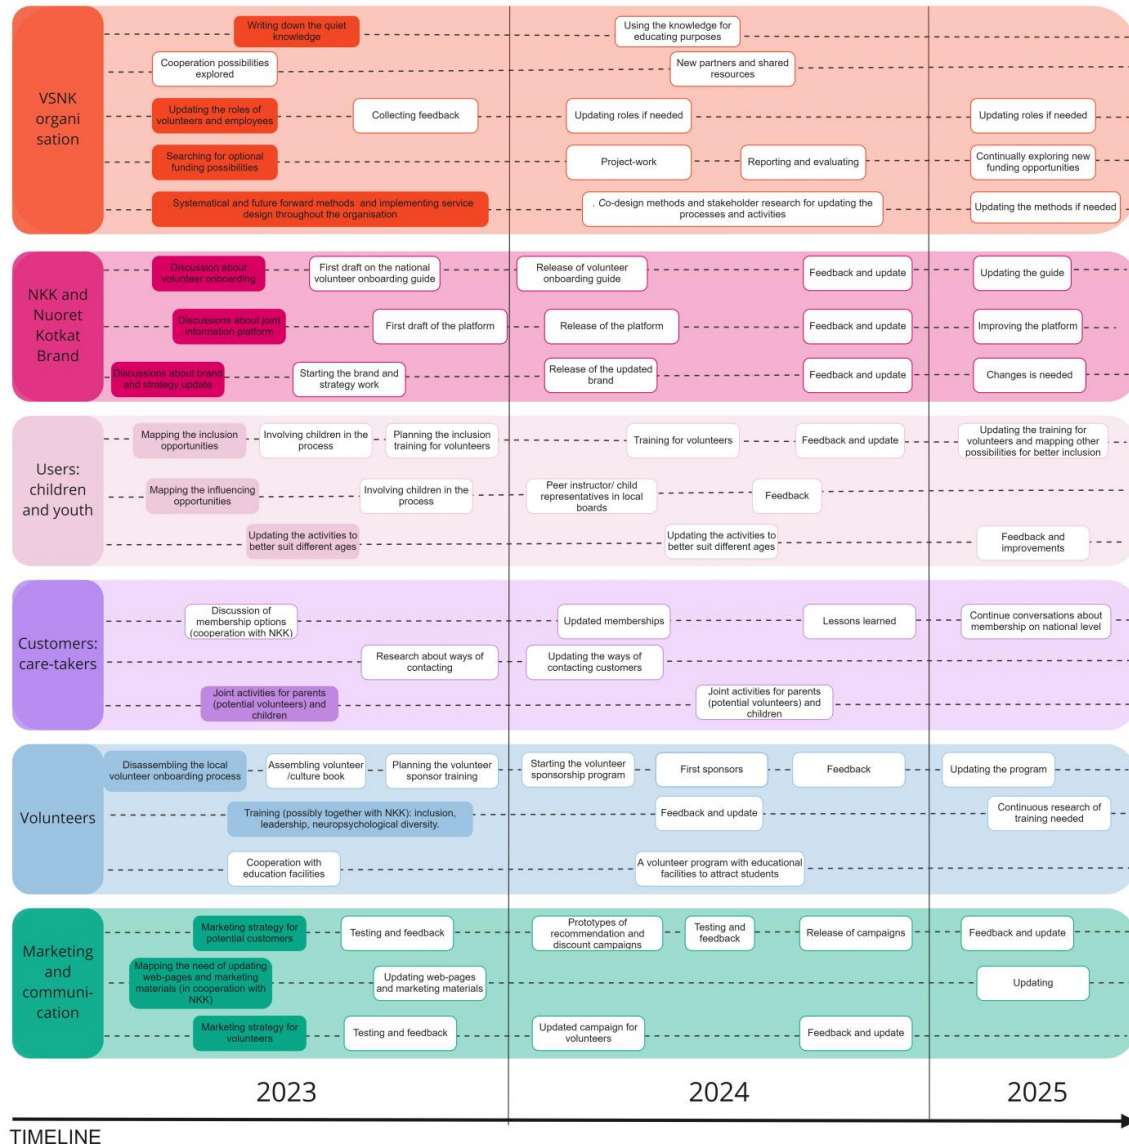 Writing down the quiet
knowledge
Using the knowledge for
educating purposes
Cooperation possibilities
explored
New partners and shared
resources
VSNK
organi
sation
Updating the roles of
volunteers and employees
Collecting feedback
Updating roles if needed
Updating roles if needed
Searching for optional
funding possibilities
Project-work
Reporting and evaluating
Continually exploring new
funding opportunities
. Systematical and future forward methods and implementing service
design throughout the organisation
. Co-design methods and stakeholder research for updating the
processes and activities
Updating the methods if needed
NKK and
Nuoret
Kotkat
Brand
Discussion about
volunteer onboarding
First draft on the national
volunteer onboarding guide
Release of volunteer
onboarding guide
Feedback and update
Updating the guide
Discussions about joint
information platform
First draft of the platform
Release of the platform
Feedback and update
Improving the platform
Discussions about brand
and strategy update
Starting the brand and
strategy work
Release of the updated
brand
Feedback and update
Changes is needed
Users:
children
and youth
Mapping the inclusion
opportunities
Involving children in the
process
Planning the inclusion
training for volunteers
Training for volunteers
Feedback and update
Updating the training for
volunteers and mapping other
possibilities for better inclusion
Mapping the influencing
opportunities
Involving children in the
process
Peer instructor/ child
representatives in local
boards
Feedback
Updating the activities to
better suit different ages
Updating the activities to
better suit different ages
Feedback and
improvements
Customers:
care-takers
Discussion of
membership options
(cooperation with NKK)
Updated memberships
Lessons learned
Continue conversations about
membership on national level
Research about ways of
contacting
Updating the ways of
contacting customers
Joint activities for parents
(potential volunteers) and
children
Joint activities for parents
(potential volunteers) and
children
Volunteers
Disassembling the local
volunteer onboarding process
Assembling volunteer
/culture book
Planning the volunteer
sponsor training
Starting the volunteer
sponsorship program
First sponsors
Feedback
Updating the program
Training (possibly together with NKK): inclusion,
leadership, neuropsychological diversity.
Feedback and update
Continuous research of
training needed
Cooperation with
education facilities
A volunteer program with educational
facilities to attract students
Marketing
and
communi-
cation
Marketing strategy for
potential customers
Testing and feedback
Prototypes of
recommendation and
discount campaigns
Testing and
feedback
Release of campaigns
Feedback and update
Mapping the need of updating
web-pages and marketing
materials (in cooperation with
NKK)
Updating web-pages
and marketing materials
Updating
Marketing strategy for
volunteers
Testing and feedback
Updated campaign for
volunteers
Feedback and update
2023
2024
2025
TIMELINE